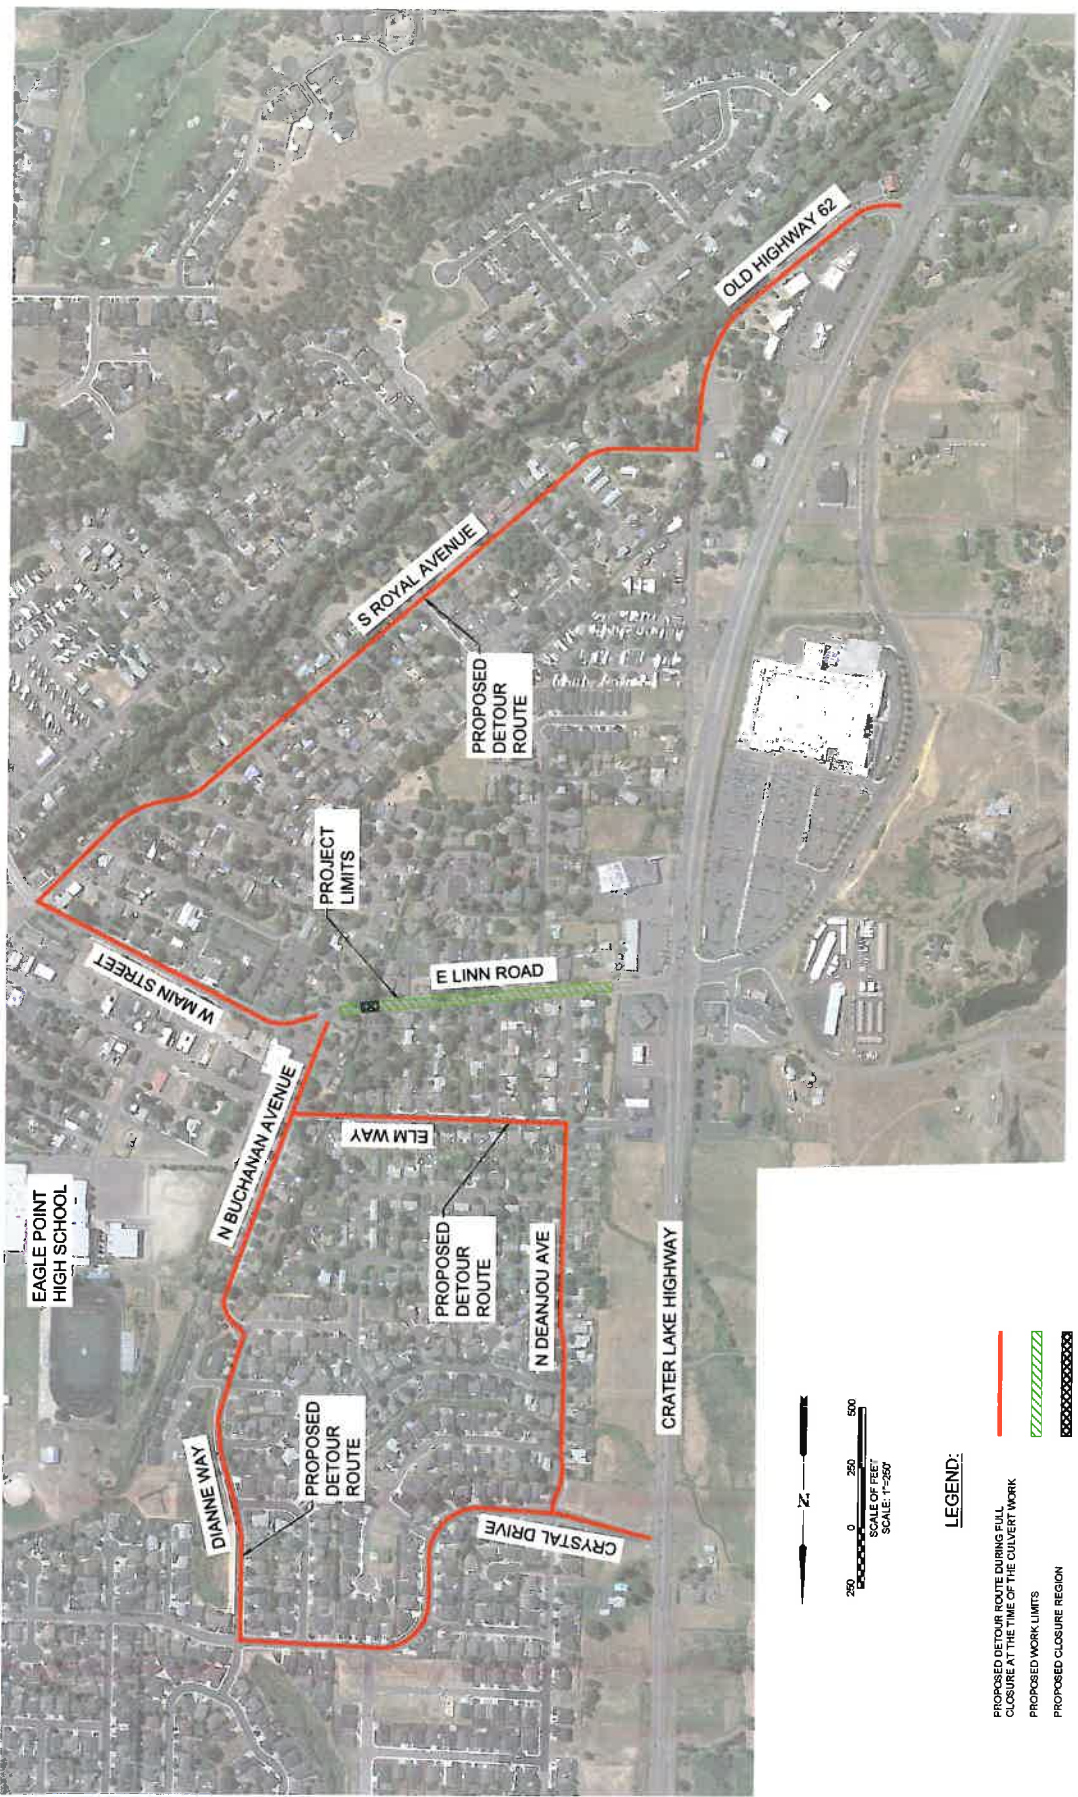 EAGLE POINT
HIGH SCHOOL
DIANNE WAY
PROPOSED
DETOUR
ROUTE
CRYSTAL DRIVE
N BUCHANAN AVENUE
ELM WAY
PROPOSED
DETOUR
ROUTE
N DEANJOU AVE
CRATER LAKE HIGHWAY
W MAIN STREET
PROJECT
LIMITS
E LINN ROAD
S ROYAL AVENUE
PROPOSED
DETOUR
ROUTE
OLD HIGHWAY 62
N
250 0 250 500
SCALE OF FEET
SCALE: 1"=250'
LEGEND:
PROPOSED DETOUR ROUTE DURING FULL
CLOSURE AT THE TIME OF THE CULVERT WORK
PROPOSED WORK LIMITS
PROPOSED CLOSURE REGION